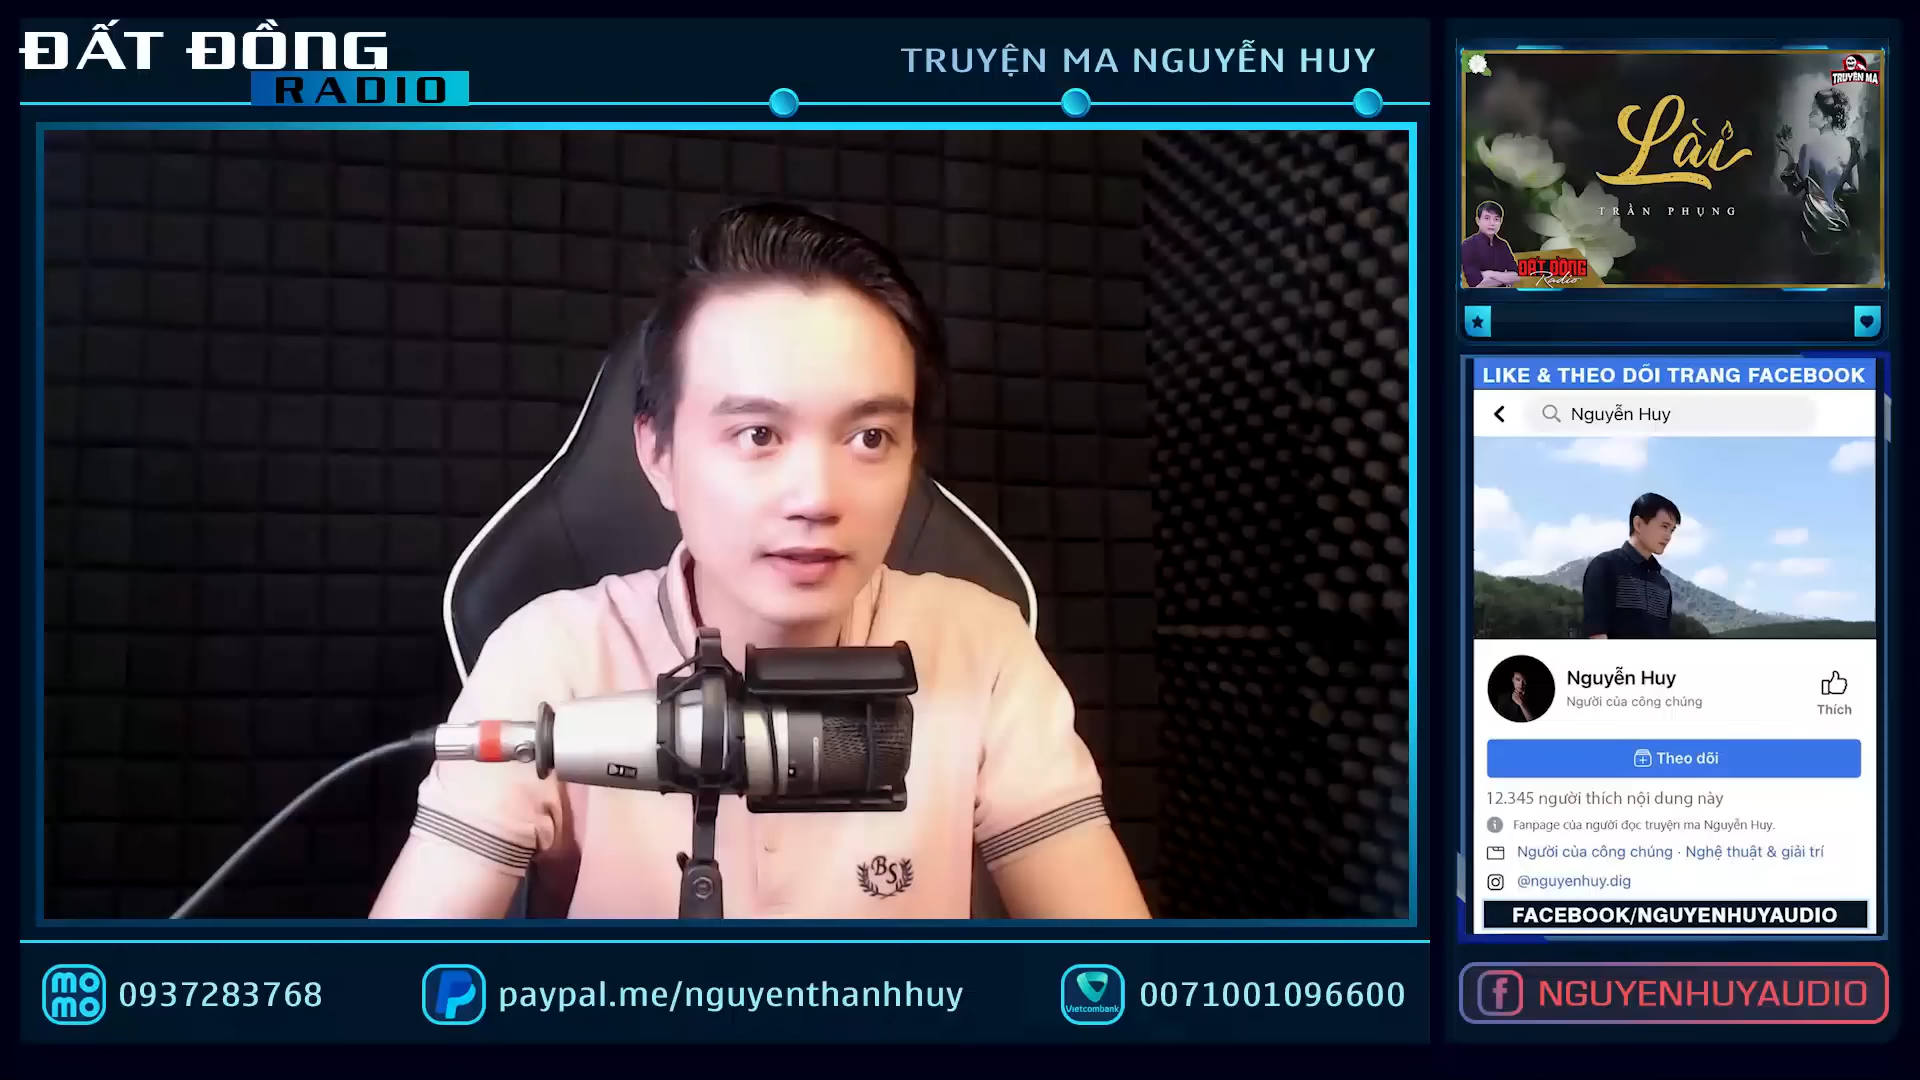 ĐẤT ĐỒNG
RADIO
TRUYỆN MA NGUYỄN HUY
TRUYỆN MA
Lài
TRẦN PHỤNG
ĐẤT ĐỒNG
Radio
LIKE & THEO DÕI TRANG FACEBOOK
Nguyễn Huy
Nguyễn Huy
Người của công chúng
Thích
Theo dõi
12.345 người thích nội dung này
Fanpage của người đọc truyện ma Nguyễn Huy.
Người của công chúng · Nghệ thuật & giải trí
@nguyenhuy.dig
FACEBOOK/NGUYENHUYAUDIO
BS
mo
mo
0937283768
paypal.me/nguyenthanhhuy
Vietcombank
0071001096600
NGUYENHUYAUDIO